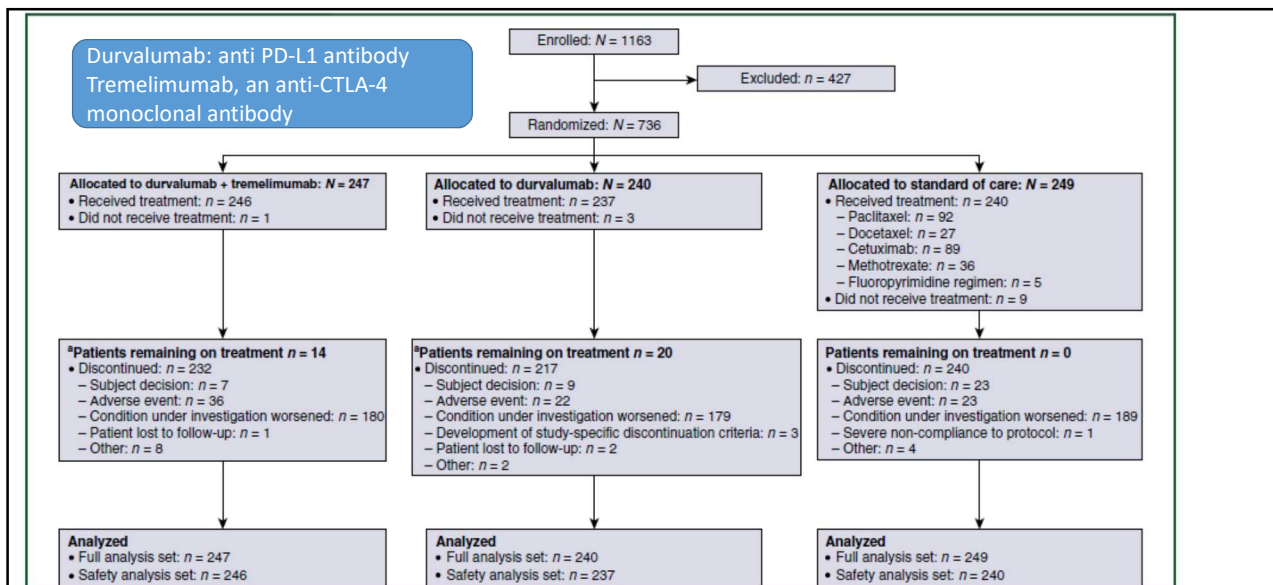 Durvalumab: anti PD-L1 antibody
Tremelimumab, an anti-CTLA-4
monoclonal antibody
Enrolled: N = 1163
Excluded: n = 427
Randomized: N = 736
Allocated to durvalumab + tremelimumab: N = 247
• Received treatment: n = 246
• Did not receive treatment: n = 1
Allocated to durvalumab: N = 240
• Received treatment: n = 237
• Did not receive treatment: n = 3
Allocated to standard of care: N = 249
• Received treatment: n = 240
– Paclitaxel: n = 92
– Docetaxel: n = 27
– Cetuximab: n = 89
– Methotrexate: n = 36
– Fluoropyrimidine regimen: n = 5
• Did not receive treatment: n = 9
ªPatients remaining on treatment n = 14
• Discontinued: n = 232
– Subject decision: n = 7
– Adverse event: n = 36
– Condition under investigation worsened: n = 180
– Patient lost to follow-up: n = 1
– Other: n = 8
ªPatients remaining on treatment n = 20
• Discontinued: n = 217
– Subject decision: n = 9
– Adverse event: n = 22
– Condition under investigation worsened: n = 179
– Development of study-specific discontinuation criteria: n = 3
– Patient lost to follow-up: n = 2
– Other: n = 2
Patients remaining on treatment: n = 0
• Discontinued: n = 240
– Subject decision: n = 23
– Adverse event: n = 23
– Condition under investigation worsened: n = 189
– Severe non-compliance to protocol: n = 1
– Other: n = 4
Analyzed
• Full analysis set: n = 247
• Safety analysis set: n = 246
Analyzed
• Full analysis set: n = 240
• Safety analysis set: n = 237
Analyzed
• Full analysis set: n = 249
• Safety analysis set: n = 240